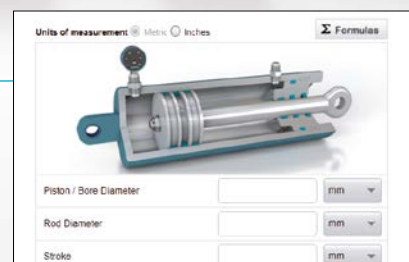 Units of measurement Metric Inches
Σ Formulas
Piston / Bore Diameter mm
Rod Diameter mm
Stroke mm